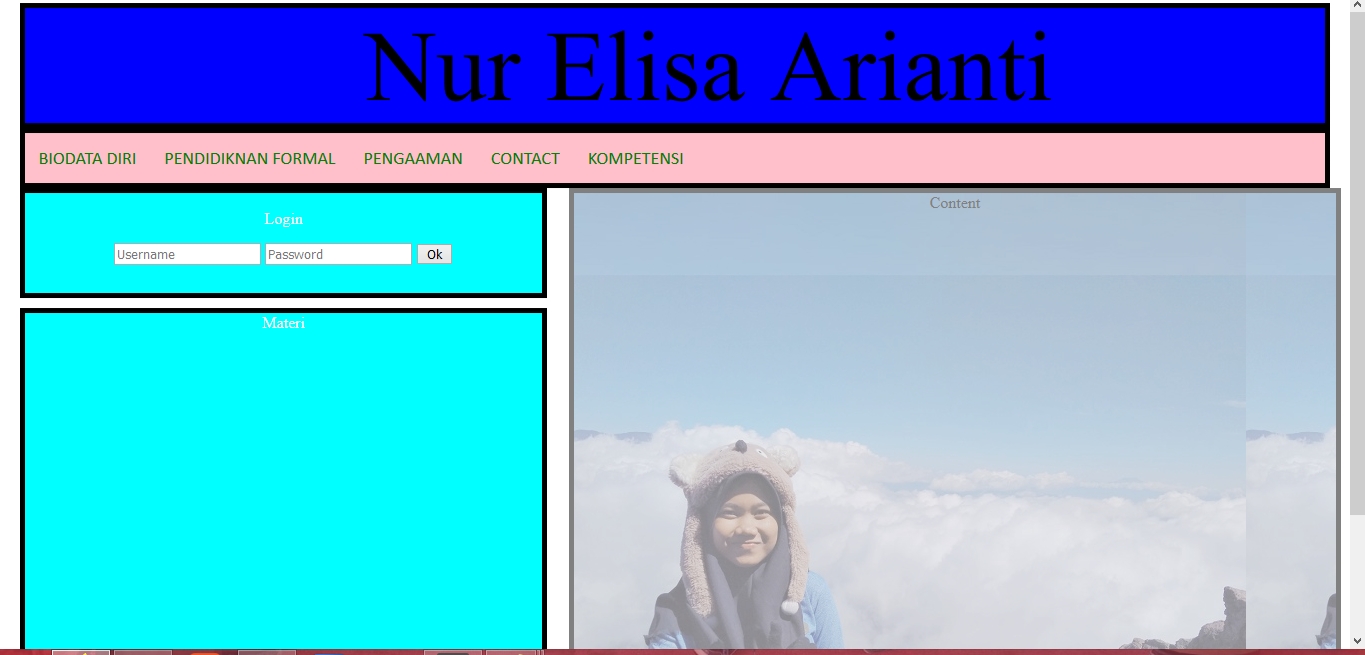 Nur Elisa Arianti
BIODATA DIRI PENDIDIKNAN FORMAL PENGAAMAN CONTACT KOMPETENSI
Login
Username Password Ok
Materi
Content